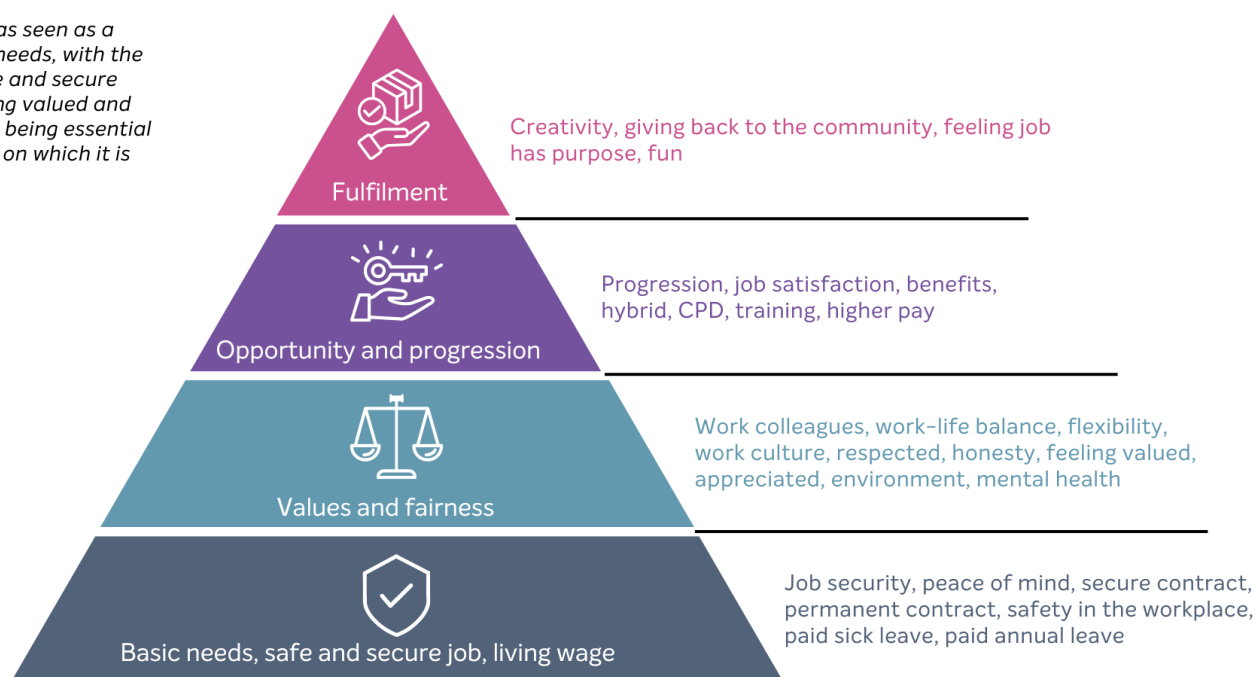 as seen as a
needs, with the
e and secure
ng valued and
being essential
on which it is
Fulfilment
Creativity, giving back to the community, feeling job
has purpose, fun
Opportunity and progression
Progression, job satisfaction, benefits,
hybrid, CPD, training, higher pay
Values and fairness
Work colleagues, work-life balance, flexibility,
work culture, respected, honesty, feeling valued,
appreciated, environment, mental health
Basic needs, safe and secure job, living wage
Job security, peace of mind, secure contract,
permanent contract, safety in the workplace,
paid sick leave, paid annual leave